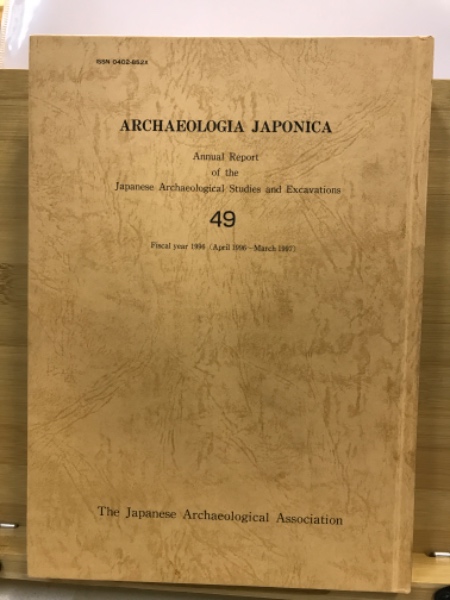 ISSN 0402-852X
ARCHAEOLOGIA JAPONICA
Annual Report
of the
Japanese Archaeological Studies and Excavations
49
Fiscal year 1996 (April 1996~March 1997)
The Japanese Archaeological Association